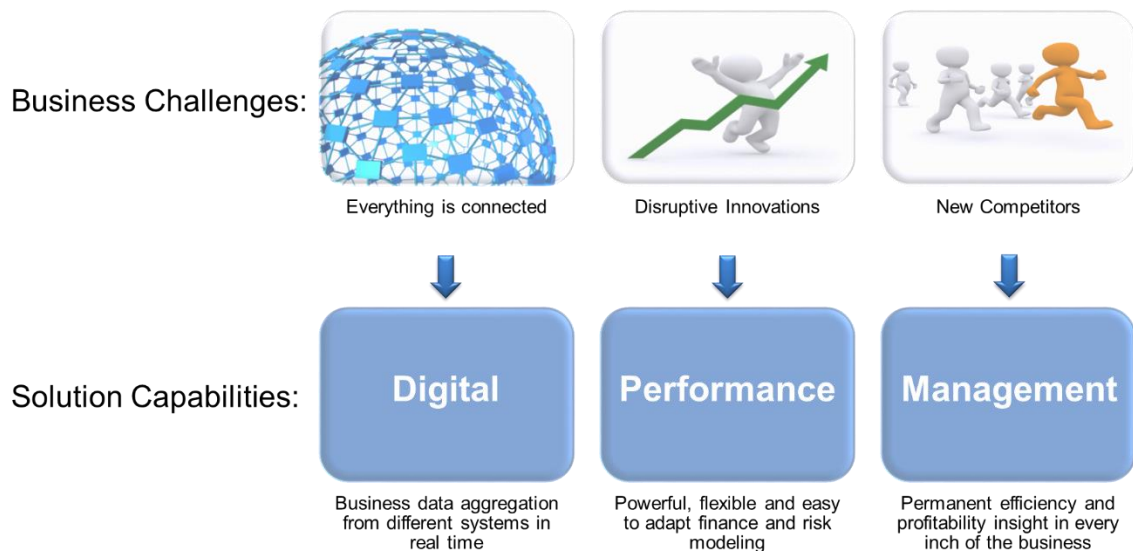 Business Challenges:
Everything is connected
Disruptive Innovations
New Competitors
Solution Capabilities:
Digital
Performance
Management
Business data aggregation
from different systems in
real time
Powerful, flexible and easy
to adapt finance and risk
modeling
Permanent efficiency and
profitability insight in every
inch of the business